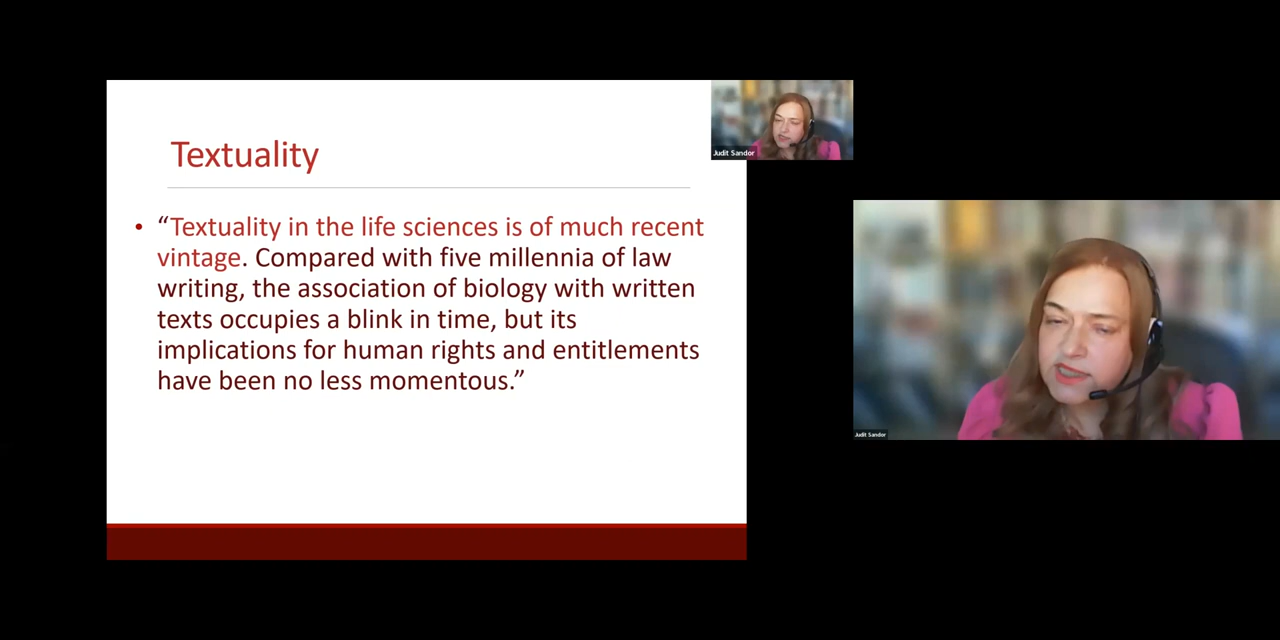 Textuality
• “Textuality in the life sciences is of much recent
vintage. Compared with five millennia of law
writing, the association of biology with written
texts occupies a blink in time, but its
implications for human rights and entitlements
have been no less momentous.”
Judit Sandor
Judit Sandor